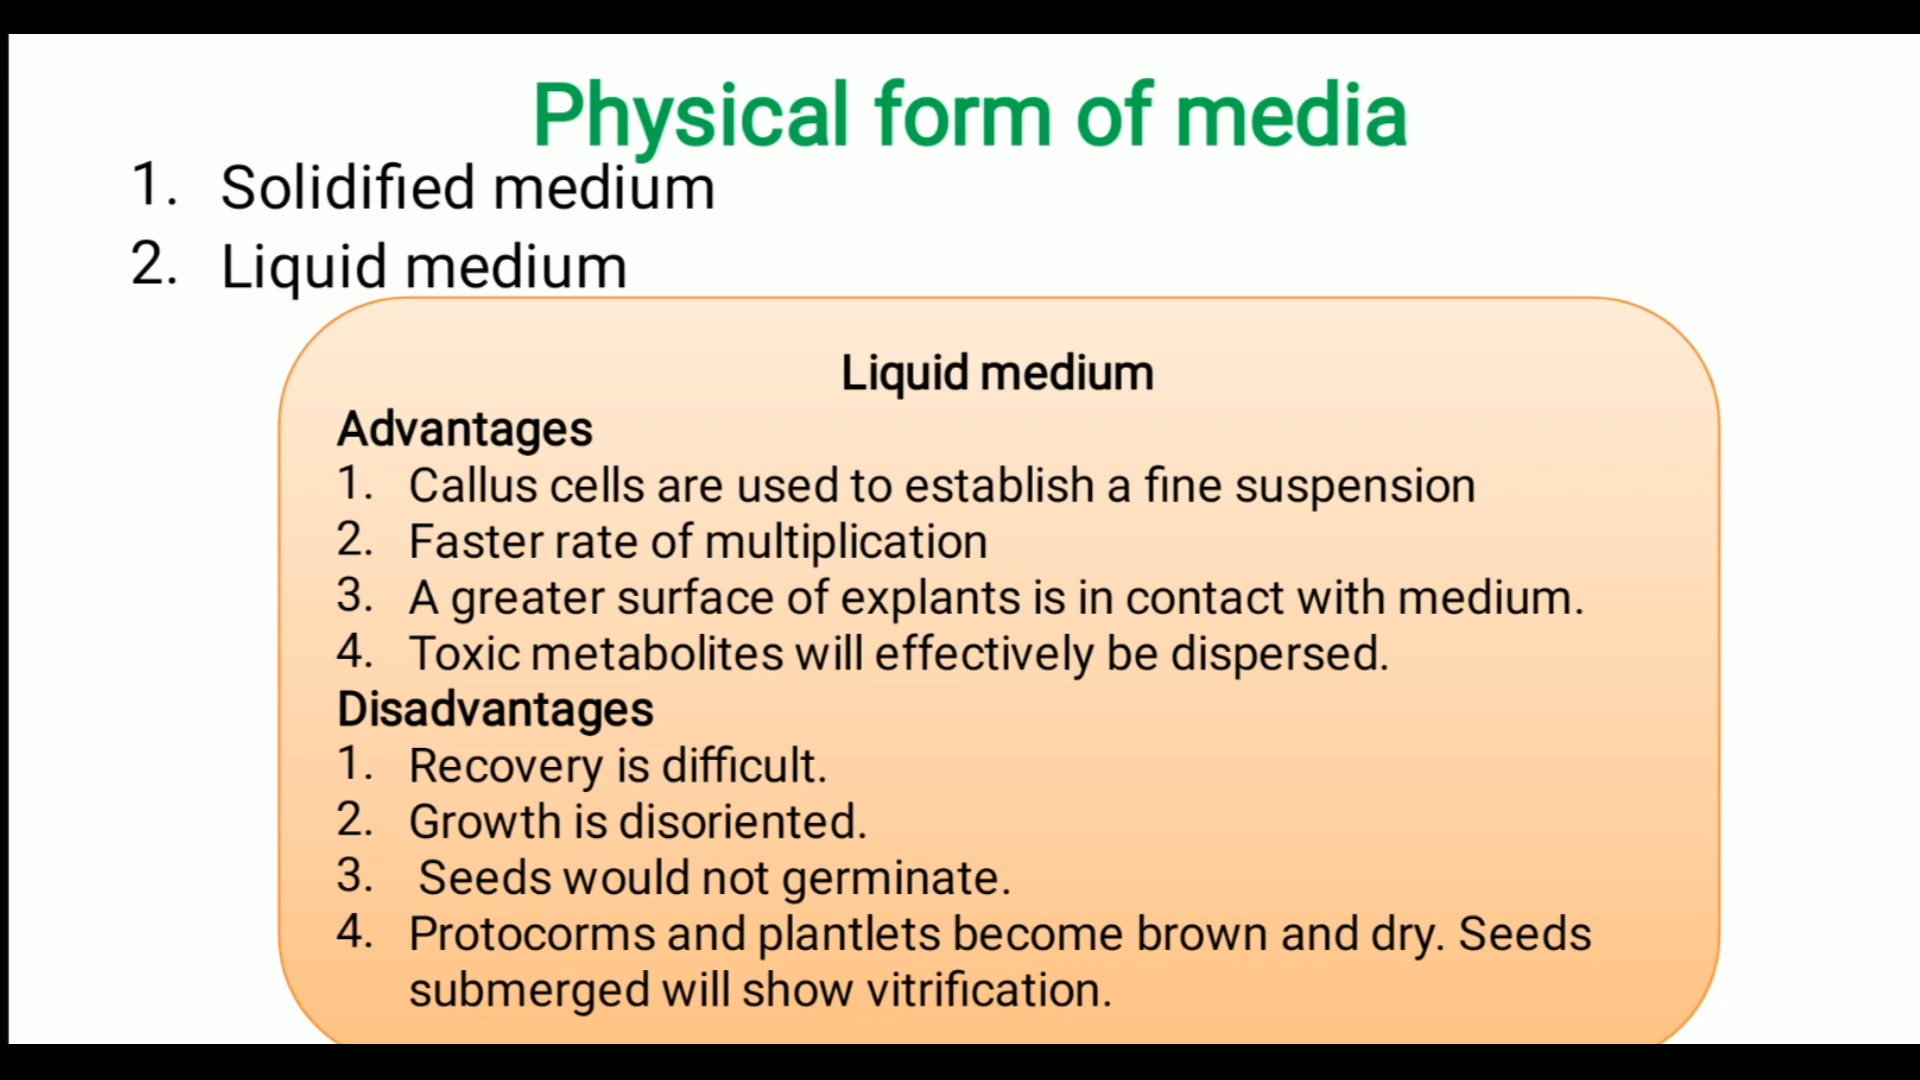 Physical form of media
1. Solidified medium
2. Liquid medium
Liquid medium
Advantages
1. Callus cells are used to establish a fine suspension
2. Faster rate of multiplication
3. A greater surface of explants is in contact with medium.
4. Toxic metabolites will effectively be dispersed.
Disadvantages
1. Recovery is difficult.
2. Growth is disoriented.
3. Seeds would not germinate.
4. Protocorms and plantlets become brown and dry. Seeds
submerged will show vitrification.